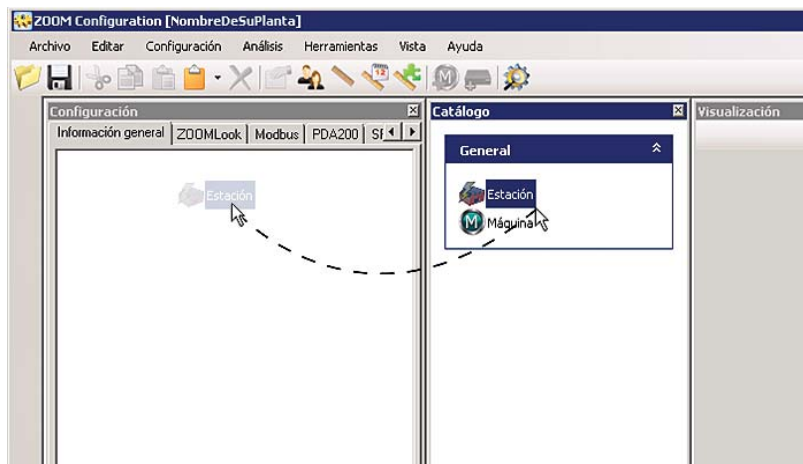 ZOOM Configuration [NombreDeSuPlanta]
Archivo Editar Configuración Análisis Herramientas Vista Ayuda
12
M
Configuración
Catálogo
Visualización
Información general ZOOMLook Modbus PDA200
General
Estación
Estación
M Máquina